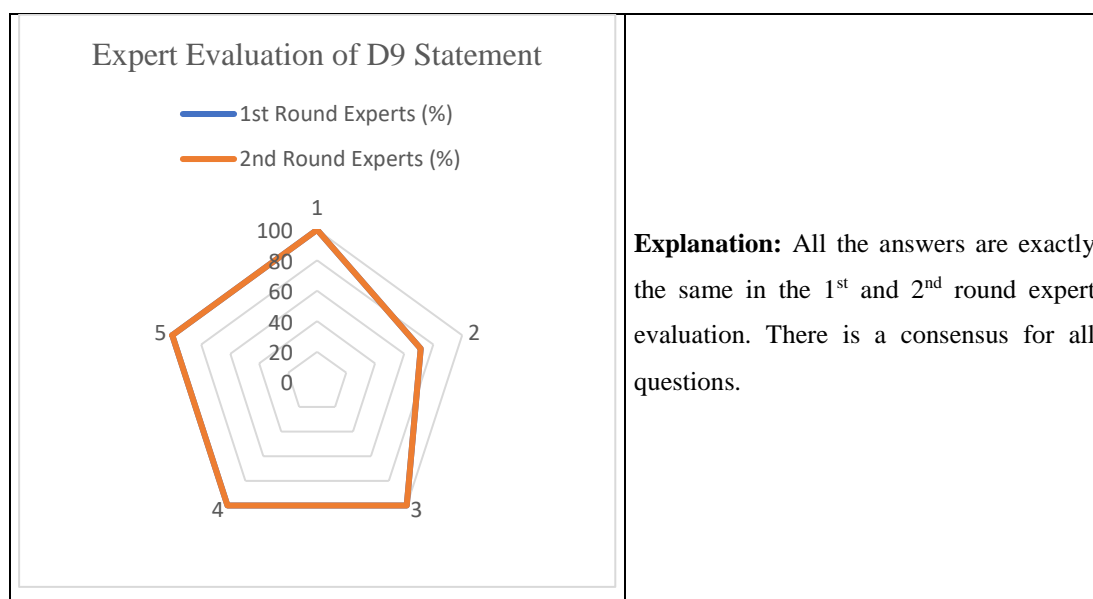 Expert Evaluation of D9 Statement
1st Round Experts (%)
2nd Round Experts (%)
1
100
80
60
40
20
0
5
2
4
3
Explanation: All the answers are exactly
the same in the 1st and 2nd round expert
evaluation. There is a consensus for all
questions.